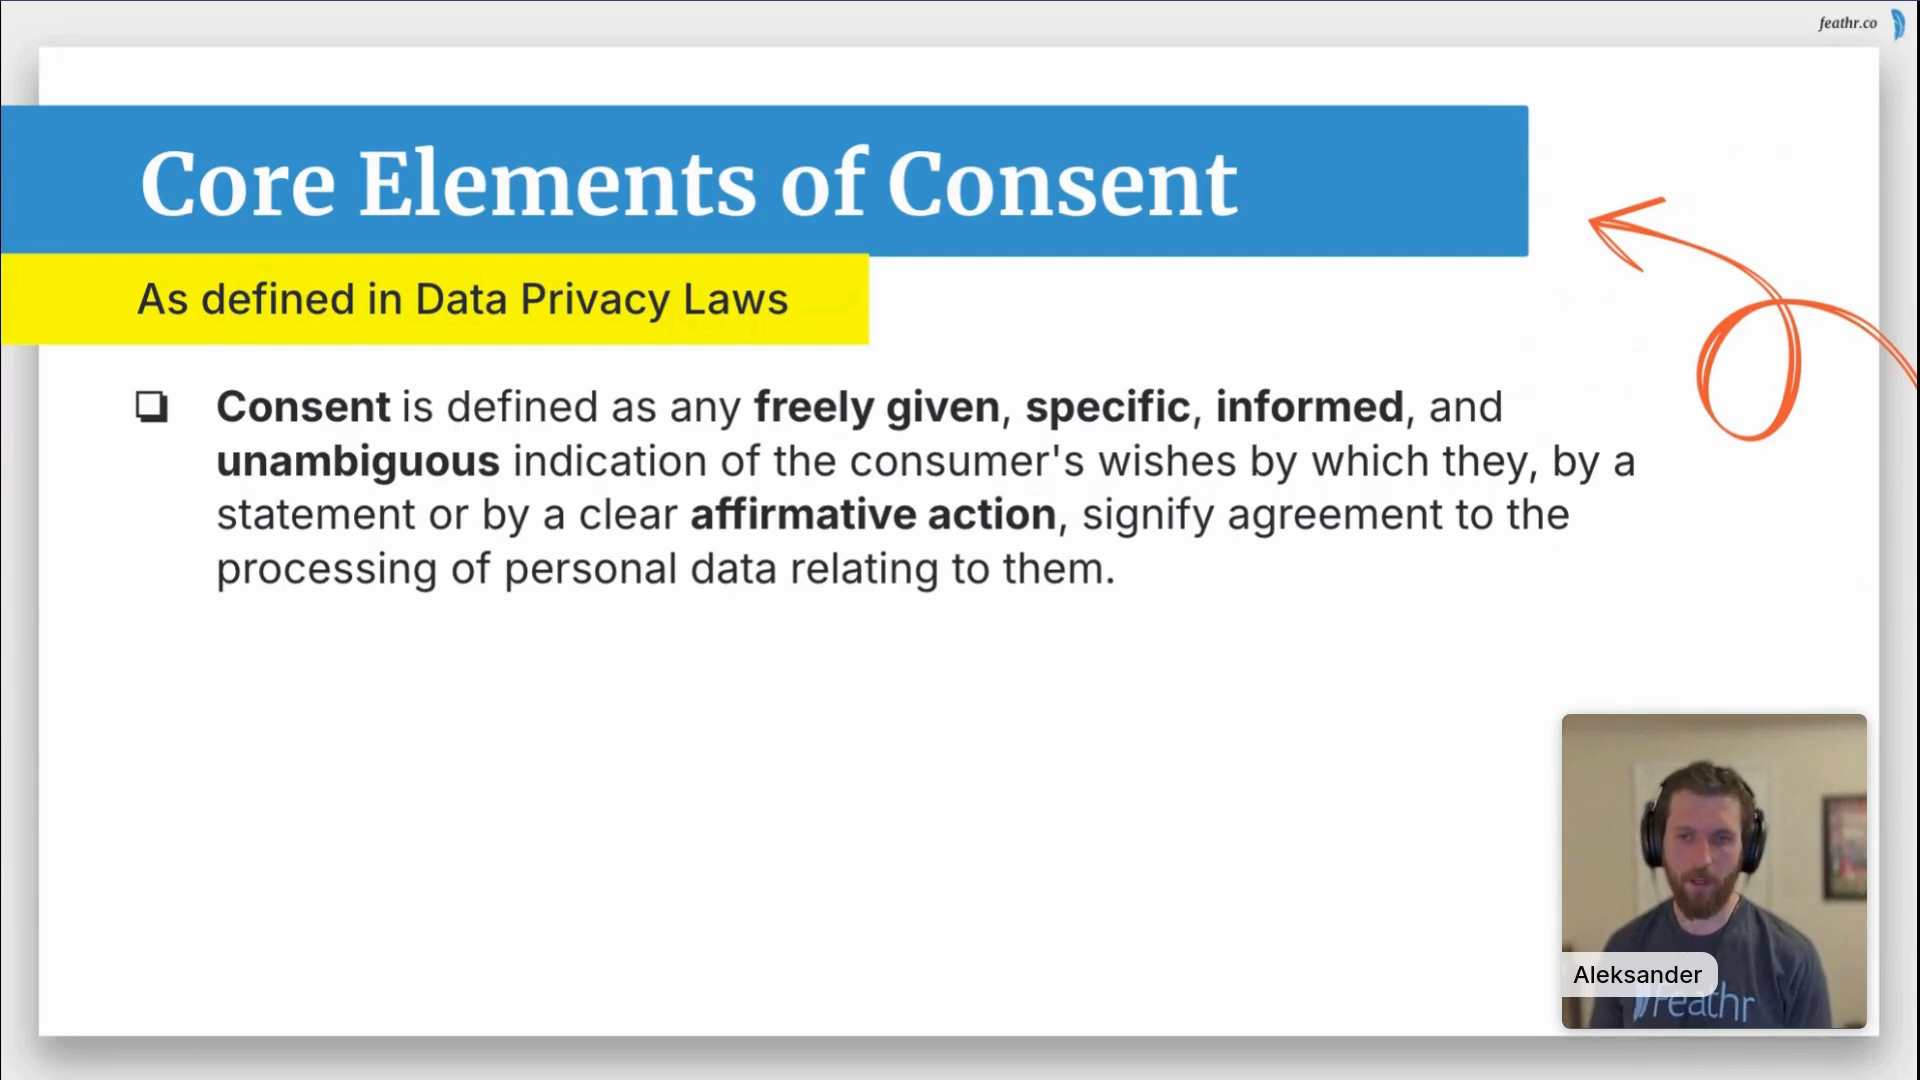 feathr.co
Core Elements of Consent
As defined in Data Privacy Laws
Consent is defined as any freely given, specific, informed, and
unambiguous indication of the consumer's wishes by which they, by a
statement or by a clear affirmative action, signify agreement to the
processing of personal data relating to them.
Aleksander
Feathr